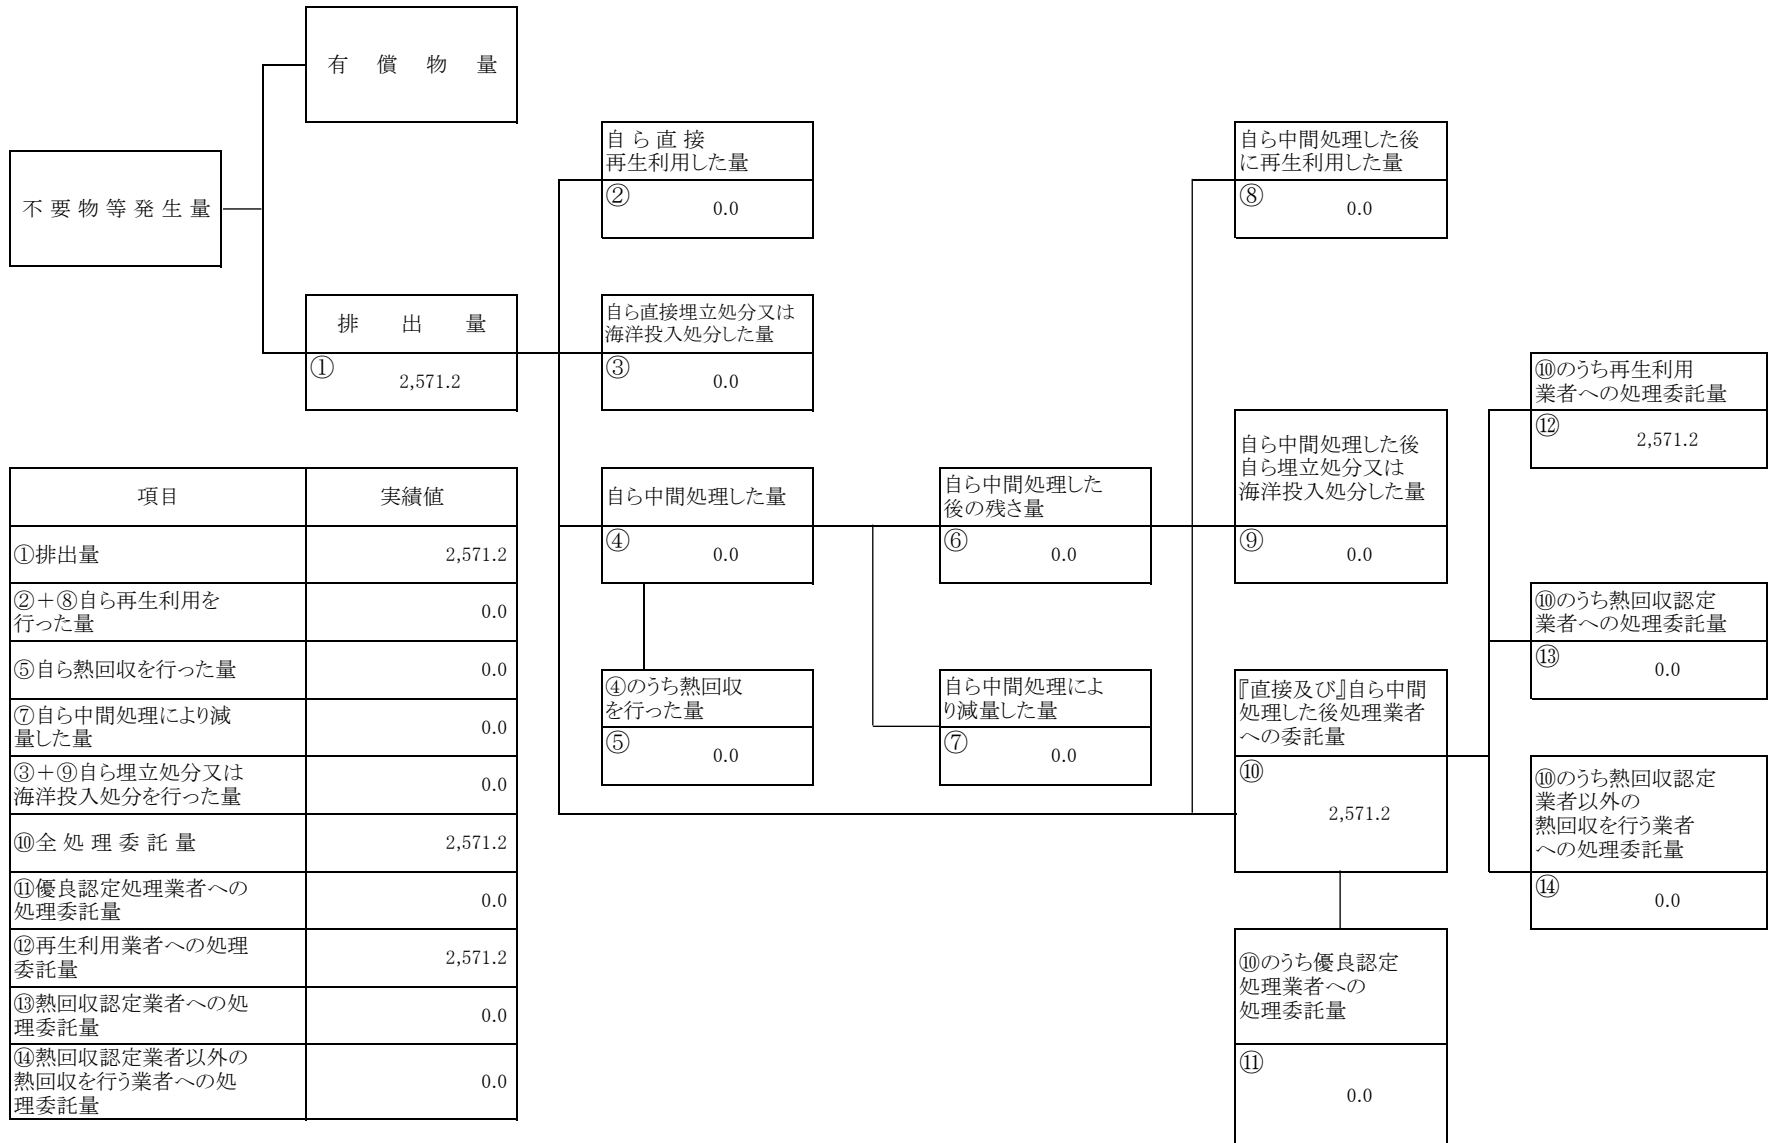 有 償 物 量
不 要 物 等 発 生 量
排 出 量
①
2,571.2
自 ら 直 接
再生利用した量
②
0.0
自ら直接埋立処分又は
海洋投入処分した量
③
0.0
自ら中間処理した量
④
0.0
④のうち熱回収
を行った量
⑤
0.0
自ら中間処理した
後の残さ量
⑥
0.0
自ら中間処理によ
り減量した量
⑦
0.0
自ら中間処理した後
に再生利用した量
⑧
0.0
自ら中間処理した後
自ら埋立処分又は
海洋投入処分した量
⑨
0.0
『直接及び』自ら中間
処理した後処理業者
への委託量
⑩
2,571.2
⑩のうち優良認定
処理業者への
処理委託量
⑪
0.0
⑩のうち再生利用
業者への処理委託量
⑫
2,571.2
⑩のうち熱回収認定
業者への処理委託量
⑬
0.0
⑩のうち熱回収認定
業者以外の
熱回収を行う業者
への処理委託量
⑭
0.0
項目 実績値
①排出量 2,571.2
②＋⑧自ら再生利用を
行った量 0.0
⑤自ら熱回収を行った量 0.0
⑦自ら中間処理により減
量した量 0.0
③＋⑨自ら埋立処分又は
海洋投入処分を行った量 0.0
⑩全 処 理 委 託 量 2,571.2
⑪優良認定処理業者への
処理委託量 0.0
⑫再生利用業者への処理
委託量 2,571.2
⑬熱回収認定業者への処
理委託量 0.0
⑭熱回収認定業者以外の
熱回収を行う業者への処
理委託量 0.0